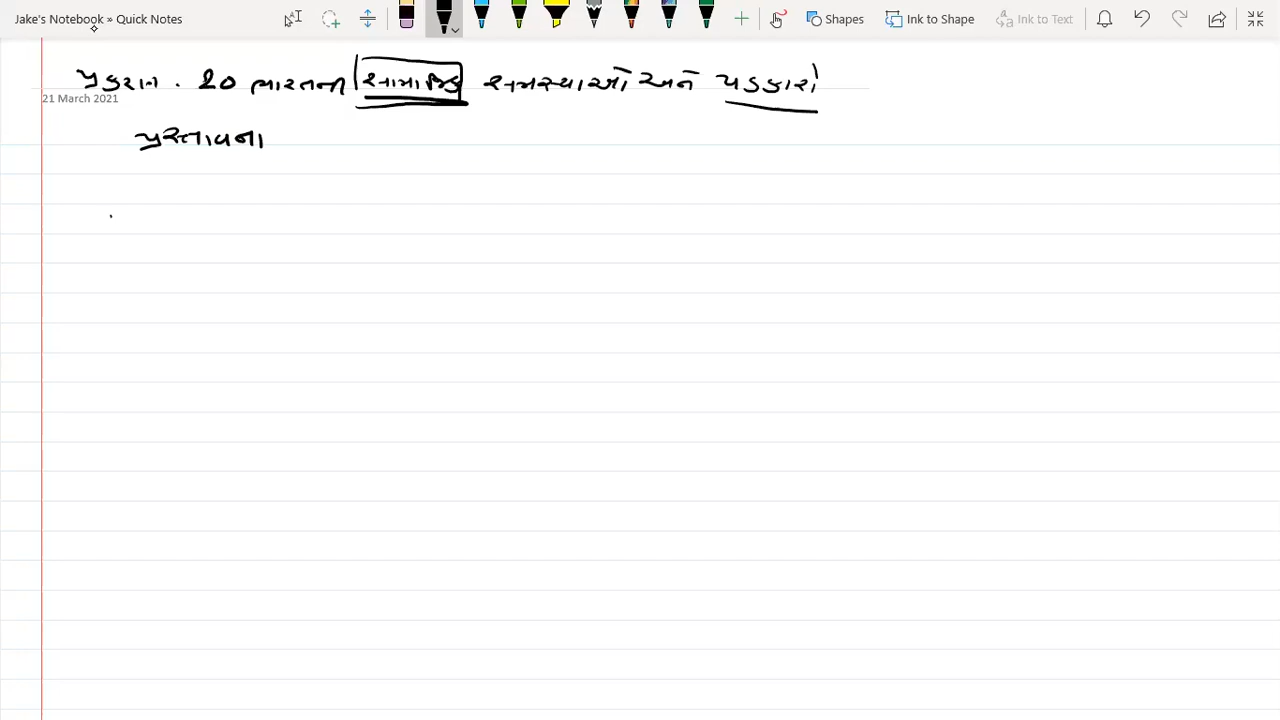 Jake's Notebook » Quick Notes Shapes Ink to Shape Ink to Text
પ્રકરણ . 20 ભારતની સામાજિક સમસ્યાઓ અને પડકારો
21 March 2021
પ્રસ્તાવના